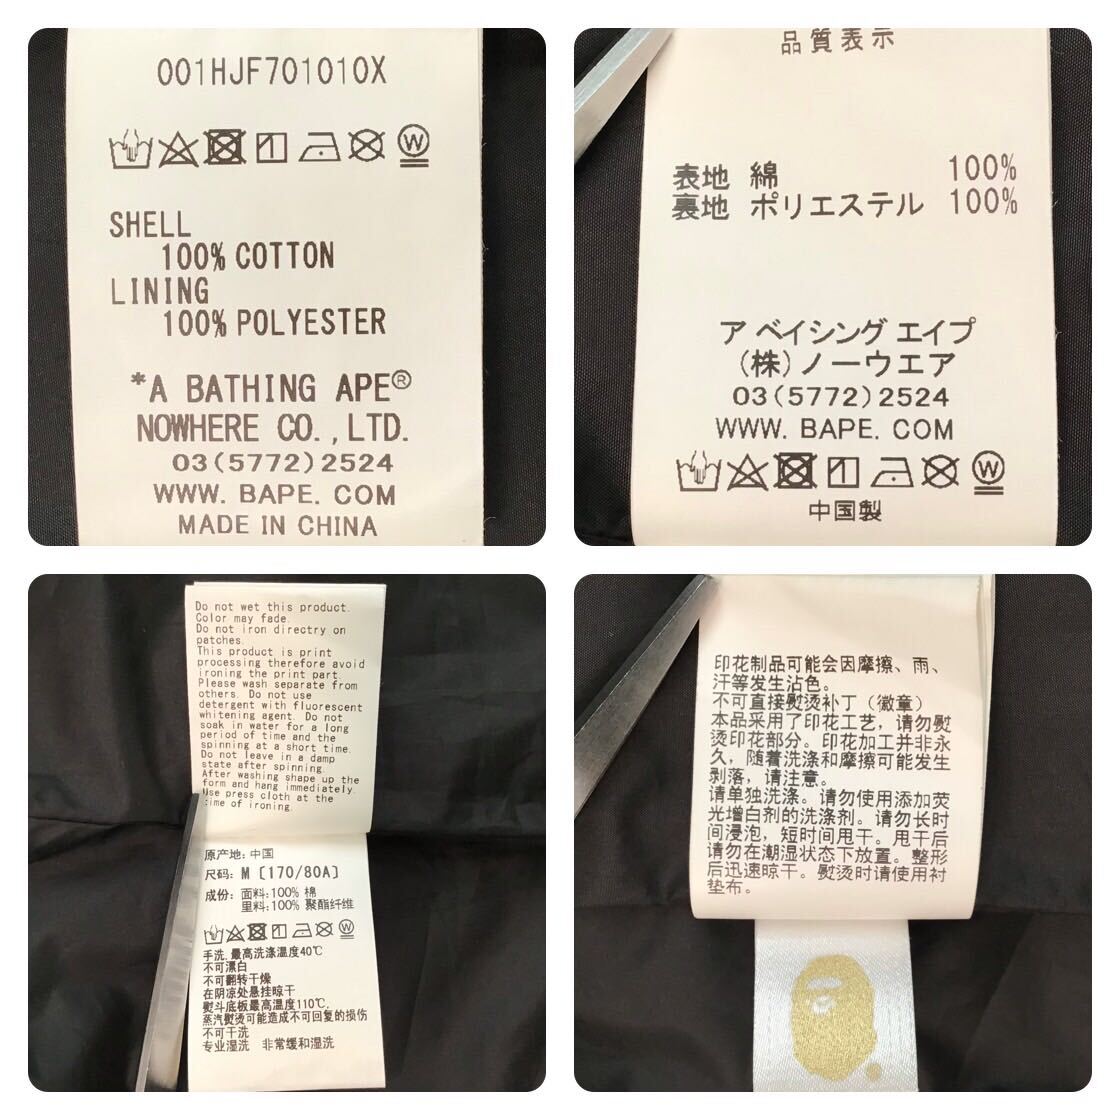 001HJF701010X
W
SHELL
100% COTTON
LINING
100% POLYESTER
*A BATHING APE®
NOWHERE CO.,LTD.
03(5772)2524
WWW. BAPE. COM
MADE IN CHINA
品質表示
表地 綿 100%
裏地 ポリエステル 100%
ア ベイシング エイプ
(株)ノーウエア
03(5772)2524
WWW. BAPE. COM
W
中国製
Do not wet this product.
Color may fade.
Do not iron directry on
patches.
This product is print
processing therefore avoid
ironing the print part.
Please wash separate from
others. Do not use
detergent with fluorescent
whitening agent. Do not
soak in water for a long
period of time and the
spinning at a short time.
Do not leave in a damp
state after spinning.
After washing shape up the
form and hang immediately.
Use press cloth at the
time of ironing.
原产地: 中国
尺码: M [170/80A]
成份: 面料:100% 棉
里料:100% 聚酯纤维
W
手洗,最高洗涤温度40℃
不可漂白
不可翻转干燥
在阴凉处悬挂晾干
熨斗底板最高温度110℃,
蒸汽熨烫可能造成不可回复的损伤
不可干洗
专业湿洗 非常缓和湿洗
印花制品可能会因摩擦、雨、
汗等发生沾色。
不可直接熨烫补丁（徽章）
本品采用了印花工艺，请勿熨
烫印花部分。印花加工并非永
久，随着洗涤和摩擦可能发生
剥落，请注意。
请单独洗涤。请勿使用添加荧
光增白剂的洗涤剂。请勿长时
间浸泡，短时间甩干。甩干后
请勿在潮湿状态下放置。整形
后迅速晾干。熨烫时请使用衬
垫布。